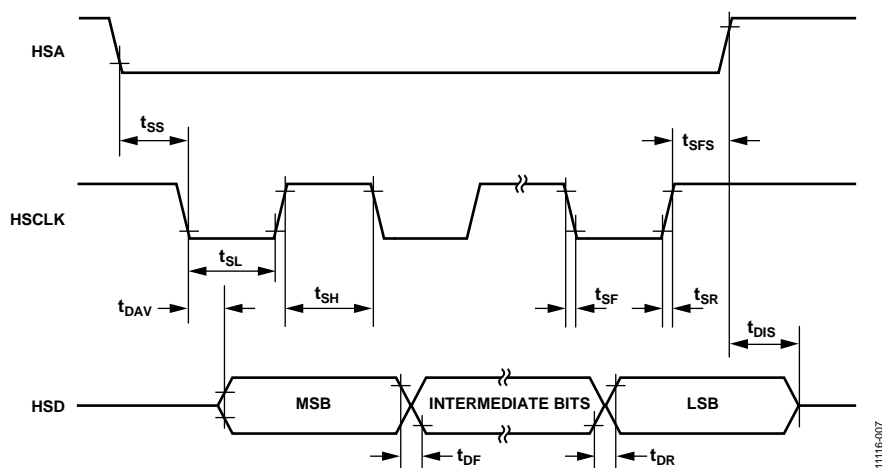 HSA
tSS
tSFS
HSCLK
tSL
tSH
tSF
tSR
tDAV
tDIS
HSD
MSB
INTERMEDIATE BITS
LSB
tDF
tDR
11116-007